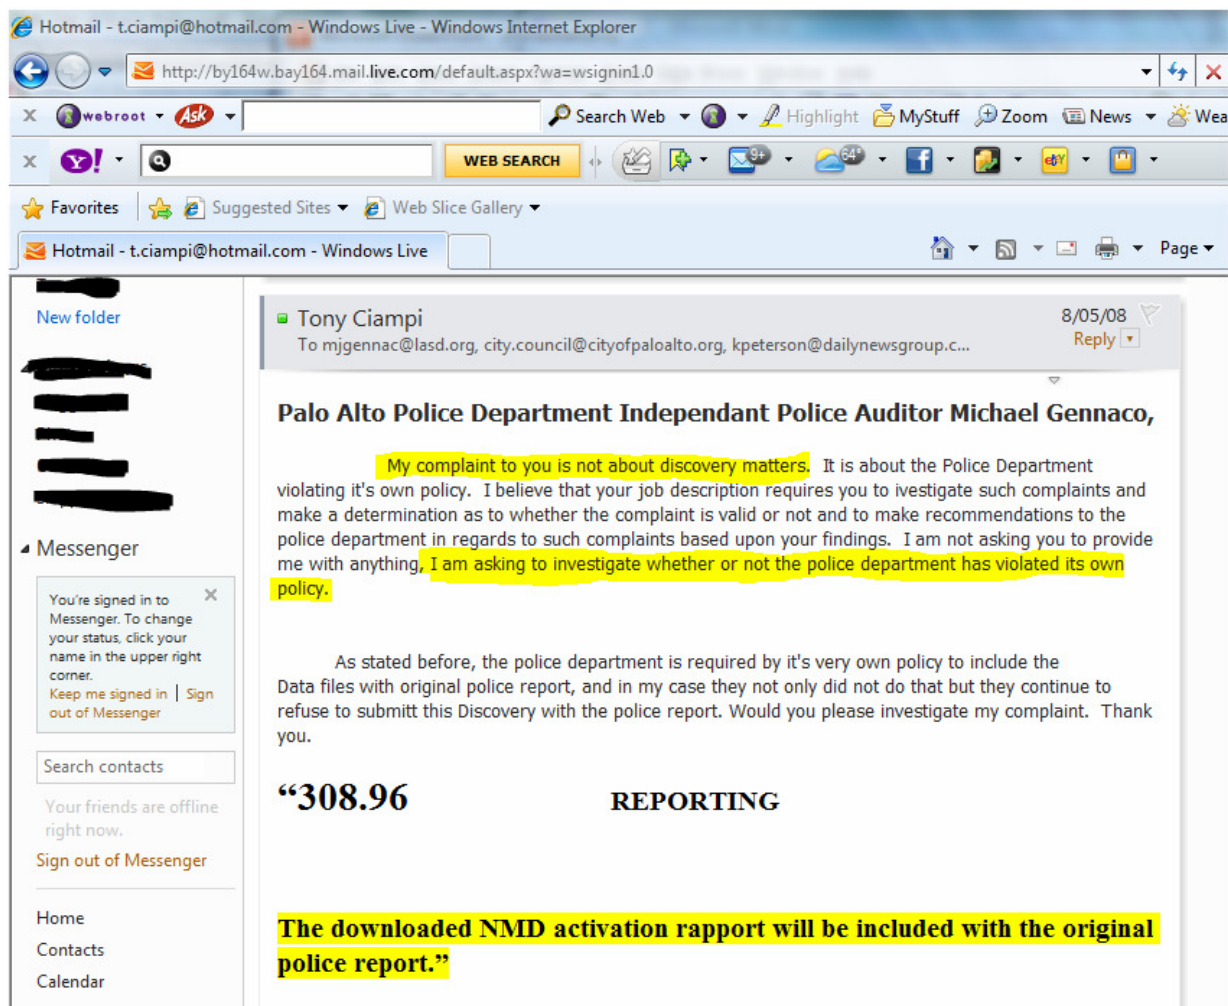 Hotmail - t.ciampi@hotmail.com - Windows Live - Windows Internet Explorer
http://by164w.bay164.mail.live.com/default.aspx?wa=wsignin1.0
X webroot Ask Search Web Highlight MyStuff Zoom News Wea
x Y! WEB SEARCH 9+ 64° f ebY
Favorites Suggested Sites Web Slice Gallery
Hotmail - t.ciampi@hotmail.com - Windows Live Page
New folder
Messenger
You're signed in to
Messenger. To change
your status, click your
name in the upper right
corner.
Keep me signed in | Sign
out of Messenger
Search contacts
Your friends are offline
right now.
Sign out of Messenger
Home
Contacts
Calendar
Tony Ciampi 8/05/08
To mjgennac@lasd.org, city.council@cityofpaloalto.org, kpeterson@dailynewsgroup.c... Reply
Palo Alto Police Department Independant Police Auditor Michael Gennaco,
My complaint to you is not about discovery matters. It is about the Police Department
violating it's own policy. I believe that your job description requires you to ivestigate such complaints and
make a determination as to whether the complaint is valid or not and to make recommendations to the
police department in regards to such complaints based upon your findings. I am not asking you to provide
me with anything, I am asking to investigate whether or not the police department has violated its own
policy.
As stated before, the police department is required by it's very own policy to include the
Data files with original police report, and in my case they not only did not do that but they continue to
refuse to submitt this Discovery with the police report. Would you please investigate my complaint. Thank
you.
“308.96 REPORTING
The downloaded NMD activation rapport will be included with the original
police report.”